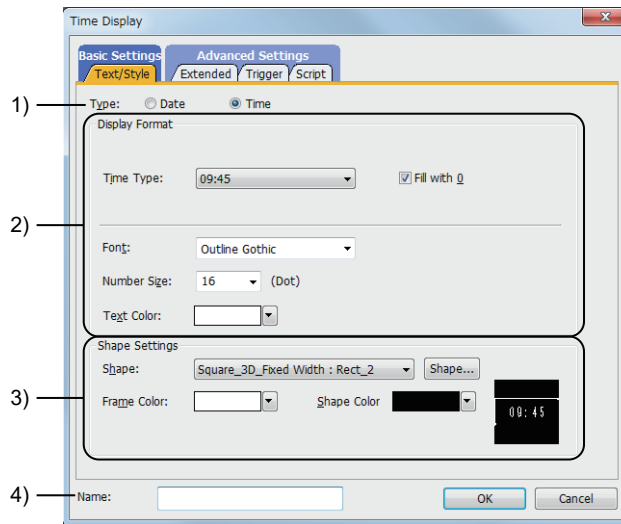 Time Display
Basic Settings Advanced Settings
Text/Style Extended Trigger Script
1) Type: Date Time
Display Format
Time Type: 09:45 Fill with 0
2)
Font: Outline Gothic
Number Size: 16 (Dot)
Text Color:
Shape Settings
Shape: Square_3D_Fixed Width : Rect_2 Shape...
3) Frame Color: Shape Color
09:45
4) Name: OK Cancel